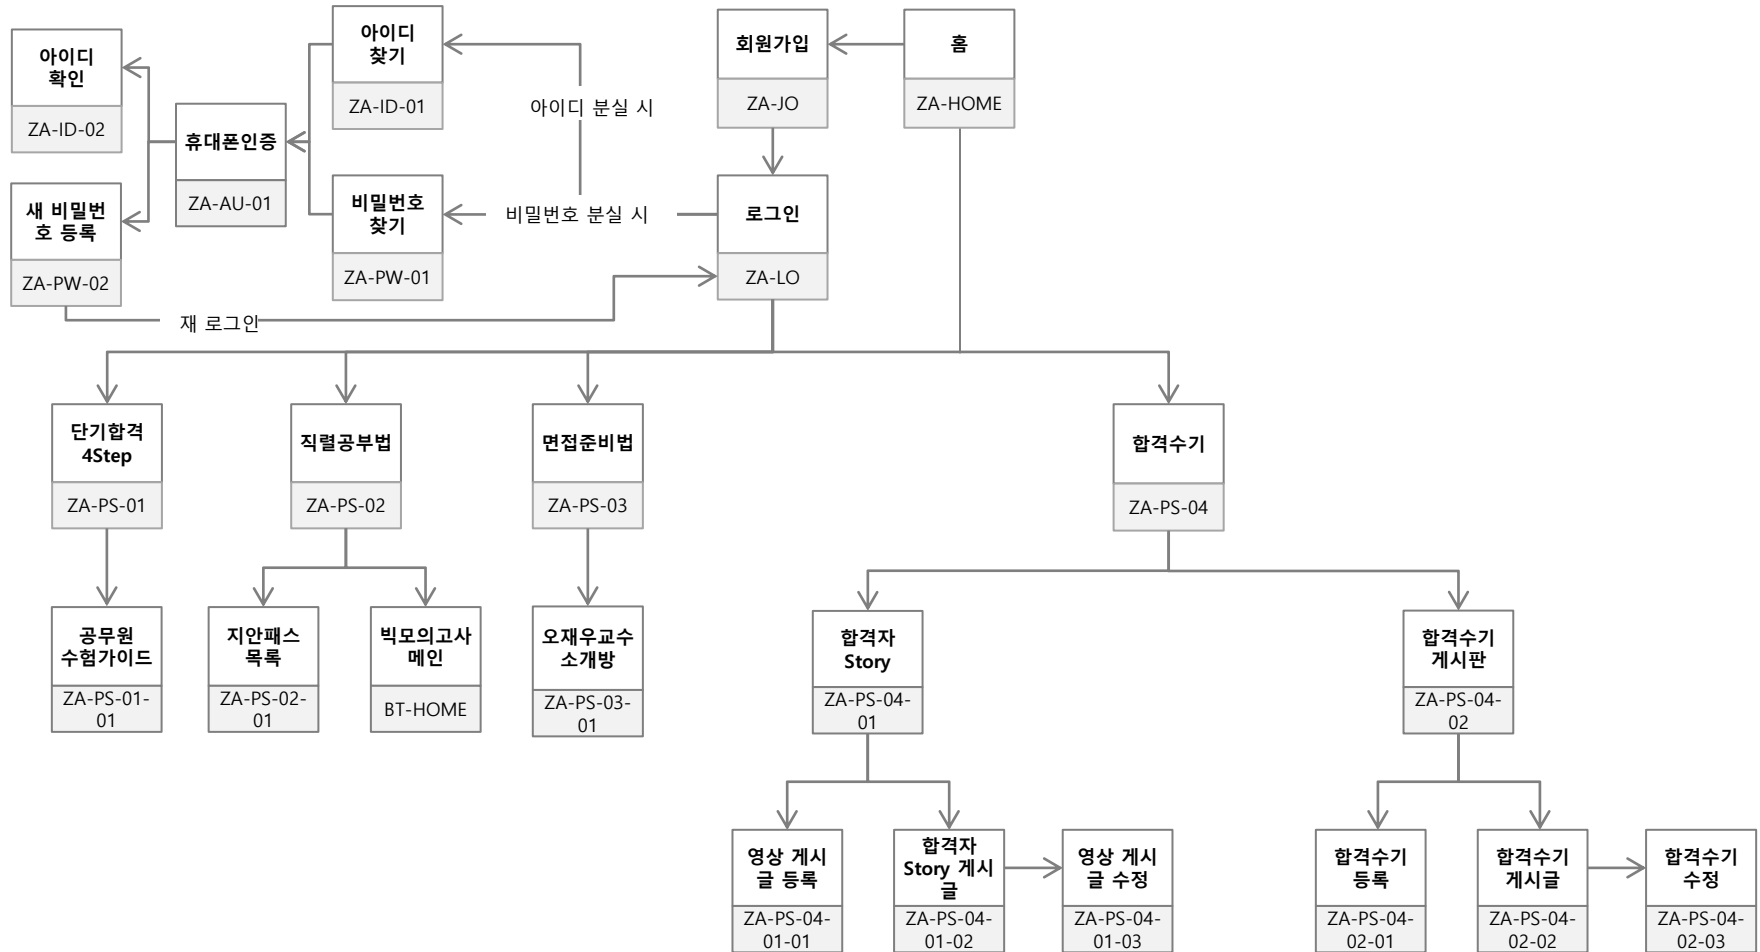 아이디
확인
ZA-ID-02
아이디
찾기
ZA-ID-01
아이디 분실 시
회원가입
ZA-JO
홈
ZA-HOME
휴대폰인증
ZA-AU-01
새 비밀번
호 등록
ZA-PW-02
비밀번호
찾기
ZA-PW-01
비밀번호 분실 시
로그인
ZA-LO
재 로그인
단기합격
4Step
ZA-PS-01
직렬공부법
ZA-PS-02
면접준비법
ZA-PS-03
합격수기
ZA-PS-04
공무원
수험가이드
ZA-PS-01-
01
지안패스
목록
ZA-PS-02-
01
빅모의고사
메인
BT-HOME
오재우교수
소개방
ZA-PS-03-
01
합격자
Story
ZA-PS-04-
01
합격수기
게시판
ZA-PS-04-
02
영상 게시
글 등록
ZA-PS-04-
01-01
합격자
Story 게시
글
ZA-PS-04-
01-02
영상 게시
글 수정
ZA-PS-04-
01-03
합격수기
등록
ZA-PS-04-
02-01
합격수기
게시글
ZA-PS-04-
02-02
합격수기
수정
ZA-PS-04-
02-03